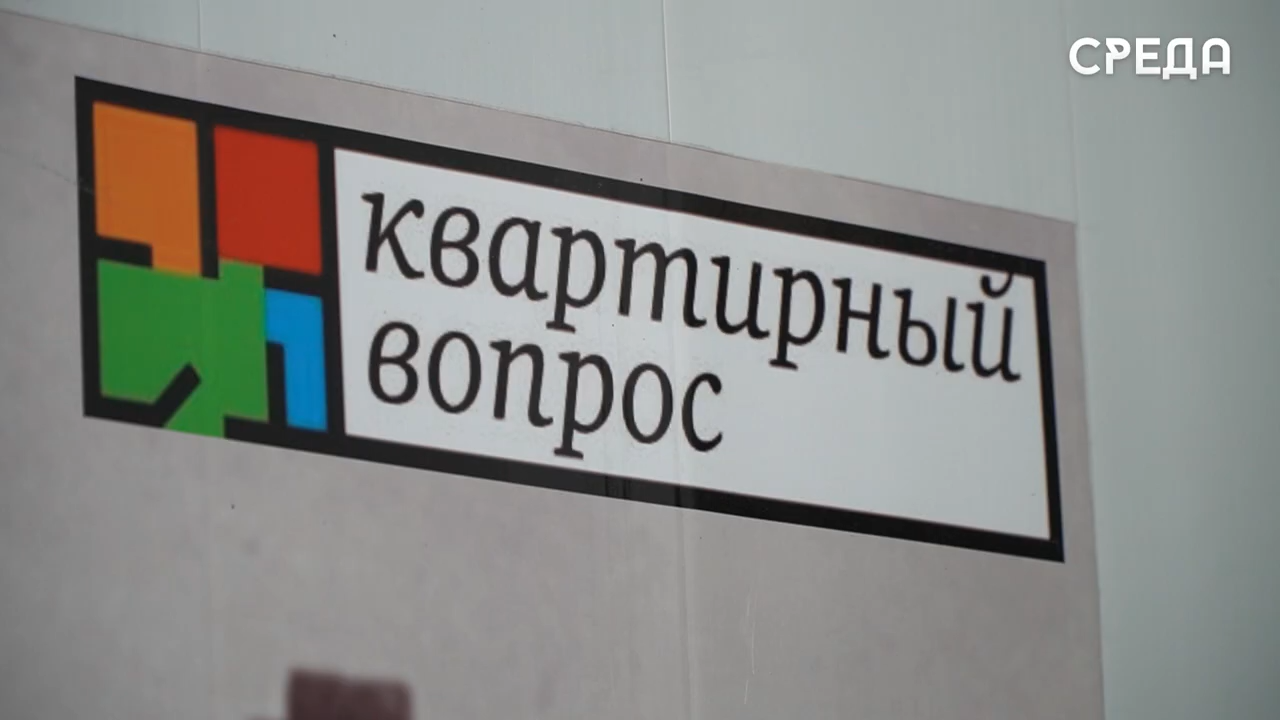 СРЕДА
квартирный
вопрос